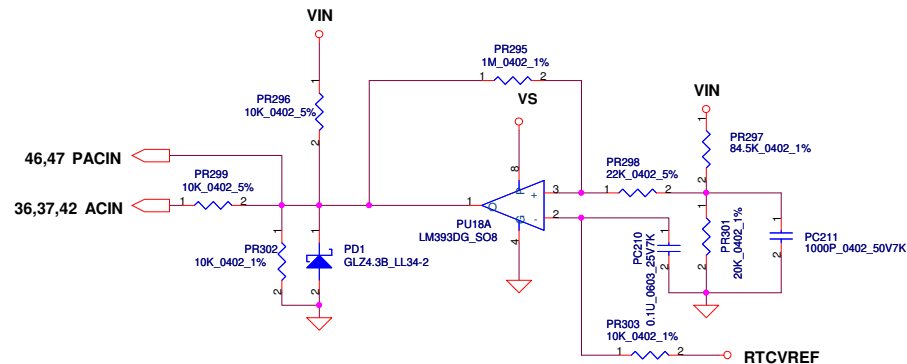 VIN
PR295
1M_0402_1%
1
2
VS
VIN
1
PR296
10K_0402_5%
2
1
PR297
84.5K_0402_1%
2
46,47 PACIN
PR299
10K_0402_5%
36,37,42 ACIN
1
2
8
P
+
3
O
1
-
2
G
4
PU18A
LM393DG_SO8
PR298
22K_0402_5%
1
2
1
PR301
20K_0402_1%
2
1
PC211
1000P_0402_50V7K
2
1
PC210
0.1U_0603_25V7K
2
1
PR302
10K_0402_1%
2
1
PD1
GLZ4.3B_LL34-2
2
PR303
10K_0402_1%
1
2
RTCVREF